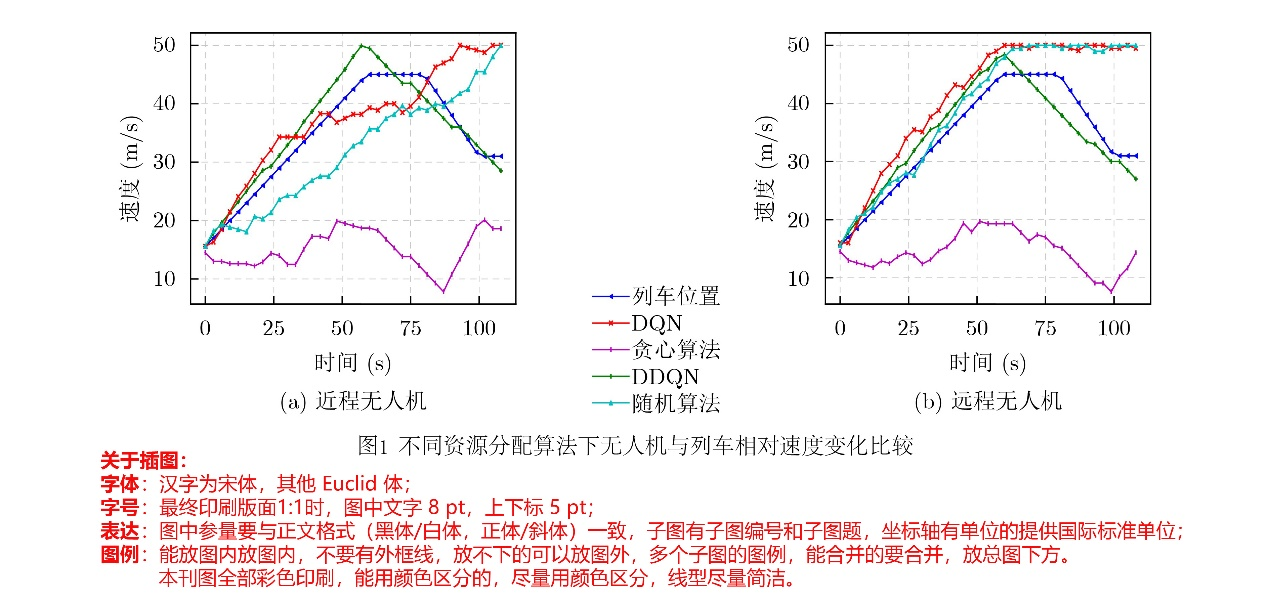 50
40
30
20
10
速度 (m/s)
0 25 50 75 100
时间 (s)
(a) 近程无人机
列车位置
DQN
贪心算法
DDQN
随机算法
50
40
30
20
10
速度 (m/s)
0 25 50 75 100
时间 (s)
(b) 远程无人机
图1 不同资源分配算法下无人机与列车相对速度变化比较
关于插图：
字体：汉字为宋体，其他 Euclid 体；
字号：最终印刷版面1:1时，图中文字 8 pt，上下标 5 pt；
表达：图中参量要与正文格式（黑体/白体，正体/斜体）一致，子图有子图编号和子图题，坐标轴有单位的提供国际标准单位；
图例：能放图内放图内，不要有外框线，放不下的可以放图外，多个子图的图例，能合并的要合并，放总图下方。
本刊图全部彩色印刷，能用颜色区分的，尽量用颜色区分，线型尽量简洁。